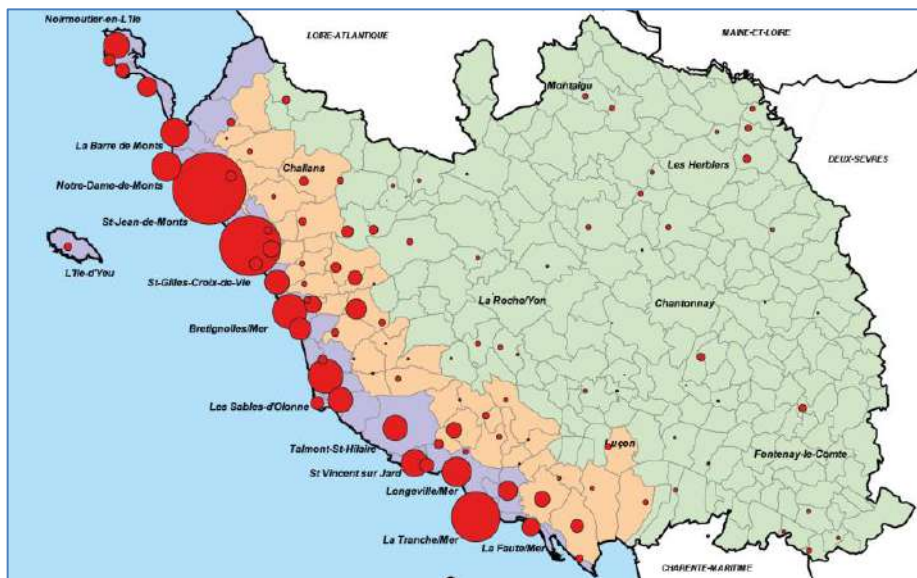 Noirmoutier-en-L'Ile
LOIRE-ATLANTIQUE
MAINE-ET-LOIRE
Montaigu
La Barre de Monts
Challans
Les Herbiers
DEUX-SEVRES
Notre-Dame-de-Monts
St-Jean-de-Monts
L'Ile-d'Yeu
St-Gilles-Croix-de-Vie
La Roche/Yon
Chantonnay
Bretignolles/Mer
Les Sables-d'Olonne
Luçon
Talmont-St-Hilaire
Fontenay-le-Comte
St Vincent sur Jard
Longeville/Mer
La Tranche/Mer
La Faute/Mer
CHARENTE-MARITIME